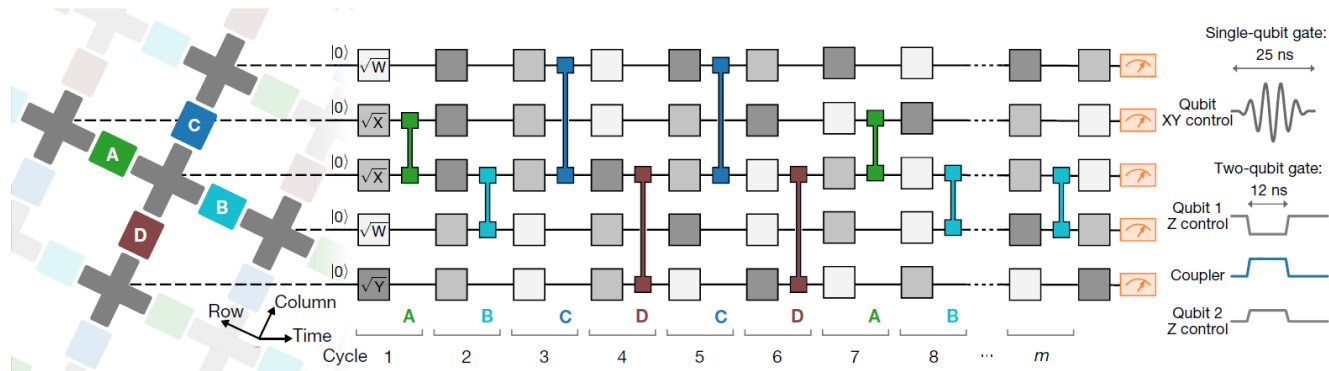 Single-qubit gate:
25 ns
Qubit
XY control
Two-qubit gate:
12 ns
Qubit 1
Z control
Coupler
Qubit 2
Z control
|0⟩
√W
|0⟩
√X
|0⟩
√X
|0⟩
√W
|0⟩
√Y
C
A
B
D
Row
Column
Time
A B C D C D A B
Cycle 1 2 3 4 5 6 7 8 ... m